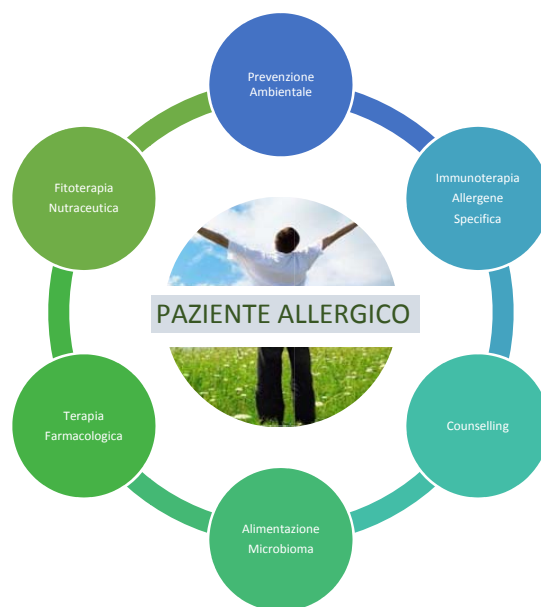 Prevenzione
Ambientale
Immunoterapia
Allergene
Specifica
Counselling
Alimentazione
Microbioma
Terapia
Farmacologica
Fitoterapia
Nutraceutica
PAZIENTE ALLERGICO